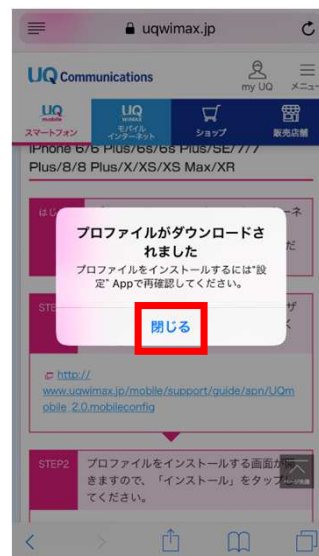 uqwimax.jp
UQ Communications
my UQ
メニュー
UQ
mobile
スマートフォン
UQ
WiMAX
モバイル
インターネット
ショップ
販売店舗
iPhone 6/6 Plus/6s/6s Plus/SE/7/7
Plus/8/8 Plus/X/XS/XS Max/XR
はじ
プロファイルがダウンロードさ
れました
プロファイルをインストールするには"設
定" Appで再確認してください。
閉じる
STE
http://
www.uqwimax.jp/mobile/support/guide/apn/UQm
obile_2.0.mobileconfig
STEP2
プロファイルをインストールする画面が開
きますので、「インストール」をタップし
てください。